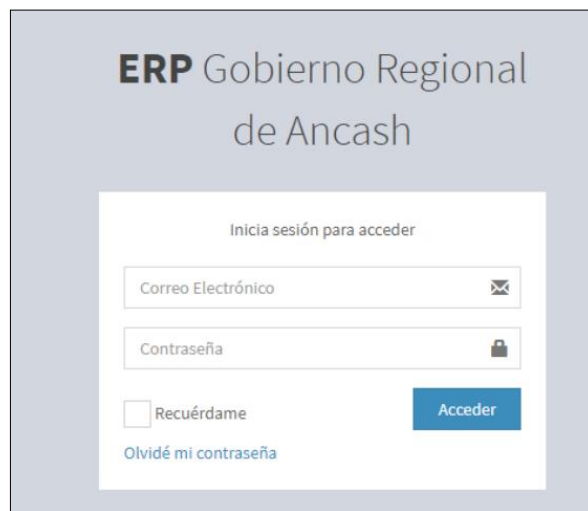 ERP Gobierno Regional
de Ancash
Inicia sesión para acceder
Correo Electrónico
Contraseña
Recuérdame
Acceder
Olvidé mi contraseña